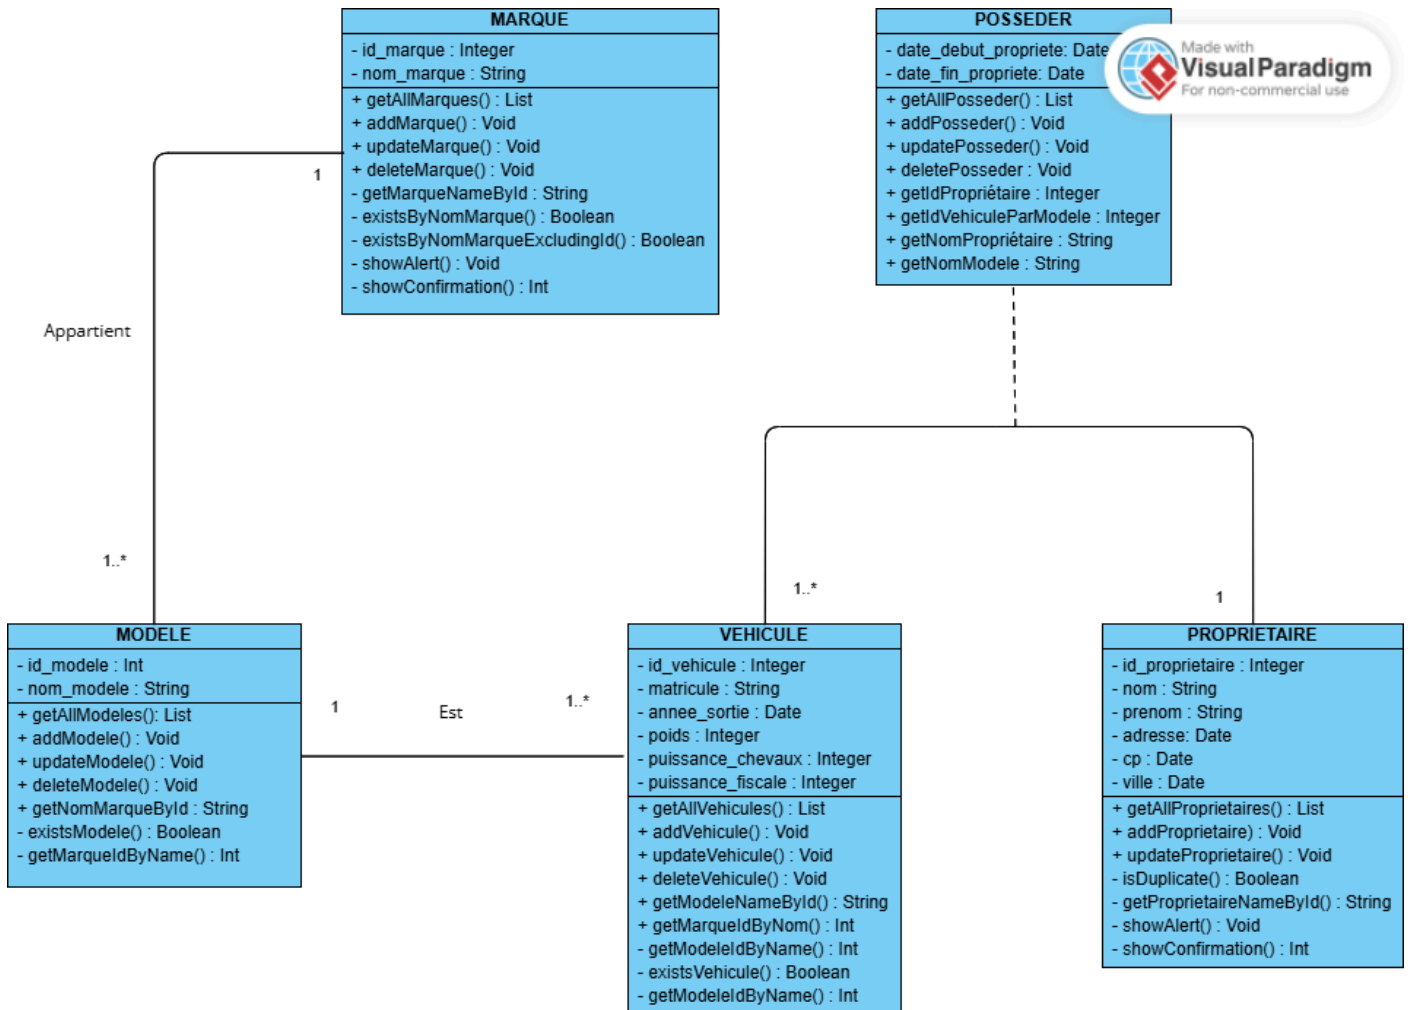 MARQUE
- id_marque : Integer
- nom_marque : String
+ getAllMarques() : List
+ addMarque() : Void
+ updateMarque() : Void
+ deleteMarque() : Void
- getMarqueNameById : String
- existsByNomMarque() : Boolean
- existsByNomMarqueExcludingId() : Boolean
- showAlert() : Void
- showConfirmation() : Int
POSSEDER
- date_debut_propriete: Date
- date_fin_propriete: Date
+ getAllPosseder() : List
+ addPosseder() : Void
+ updatePosseder() : Void
+ deletePosseder : Void
+ getIdPropriétaire : Integer
+ getIdVehiculeParModele : Integer
+ getNomPropriétaire : String
+ getNomModele : String
Made with
Visual Paradigm
For non-commercial use
1
Appartient
1..*
1..*
1
MODELE
- id_modele : Int
- nom_modele : String
+ getAllModeles(): List
+ addModele() : Void
+ updateModele() : Void
+ deleteModele() : Void
+ getNomMarqueById : String
- existsModele() : Boolean
- getMarqueIdByName() : Int
1
Est
1..*
VEHICULE
- id_vehicule : Integer
- matricule : String
- annee_sortie : Date
- poids : Integer
- puissance_chevaux : Integer
- puissance_fiscale : Integer
+ getAllVehicules() : List
+ addVehicule() : Void
+ updateVehicule() : Void
+ deleteVehicule() : Void
+ getModeleNameById() : String
+ getMarqueIdByNom() : Int
- getModeleIdByName() : Int
- existsVehicule() : Boolean
- getModeleIdByName() : Int
PROPRIETAIRE
- id_proprietaire : Integer
- nom : String
- prenom : String
- adresse: Date
- cp : Date
- ville : Date
+ getAllProprietaires() : List
+ addProprietaire) : Void
+ updateProprietaire() : Void
- isDuplicate() : Boolean
- getProprietaireNameById() : String
- showAlert() : Void
- showConfirmation() : Int